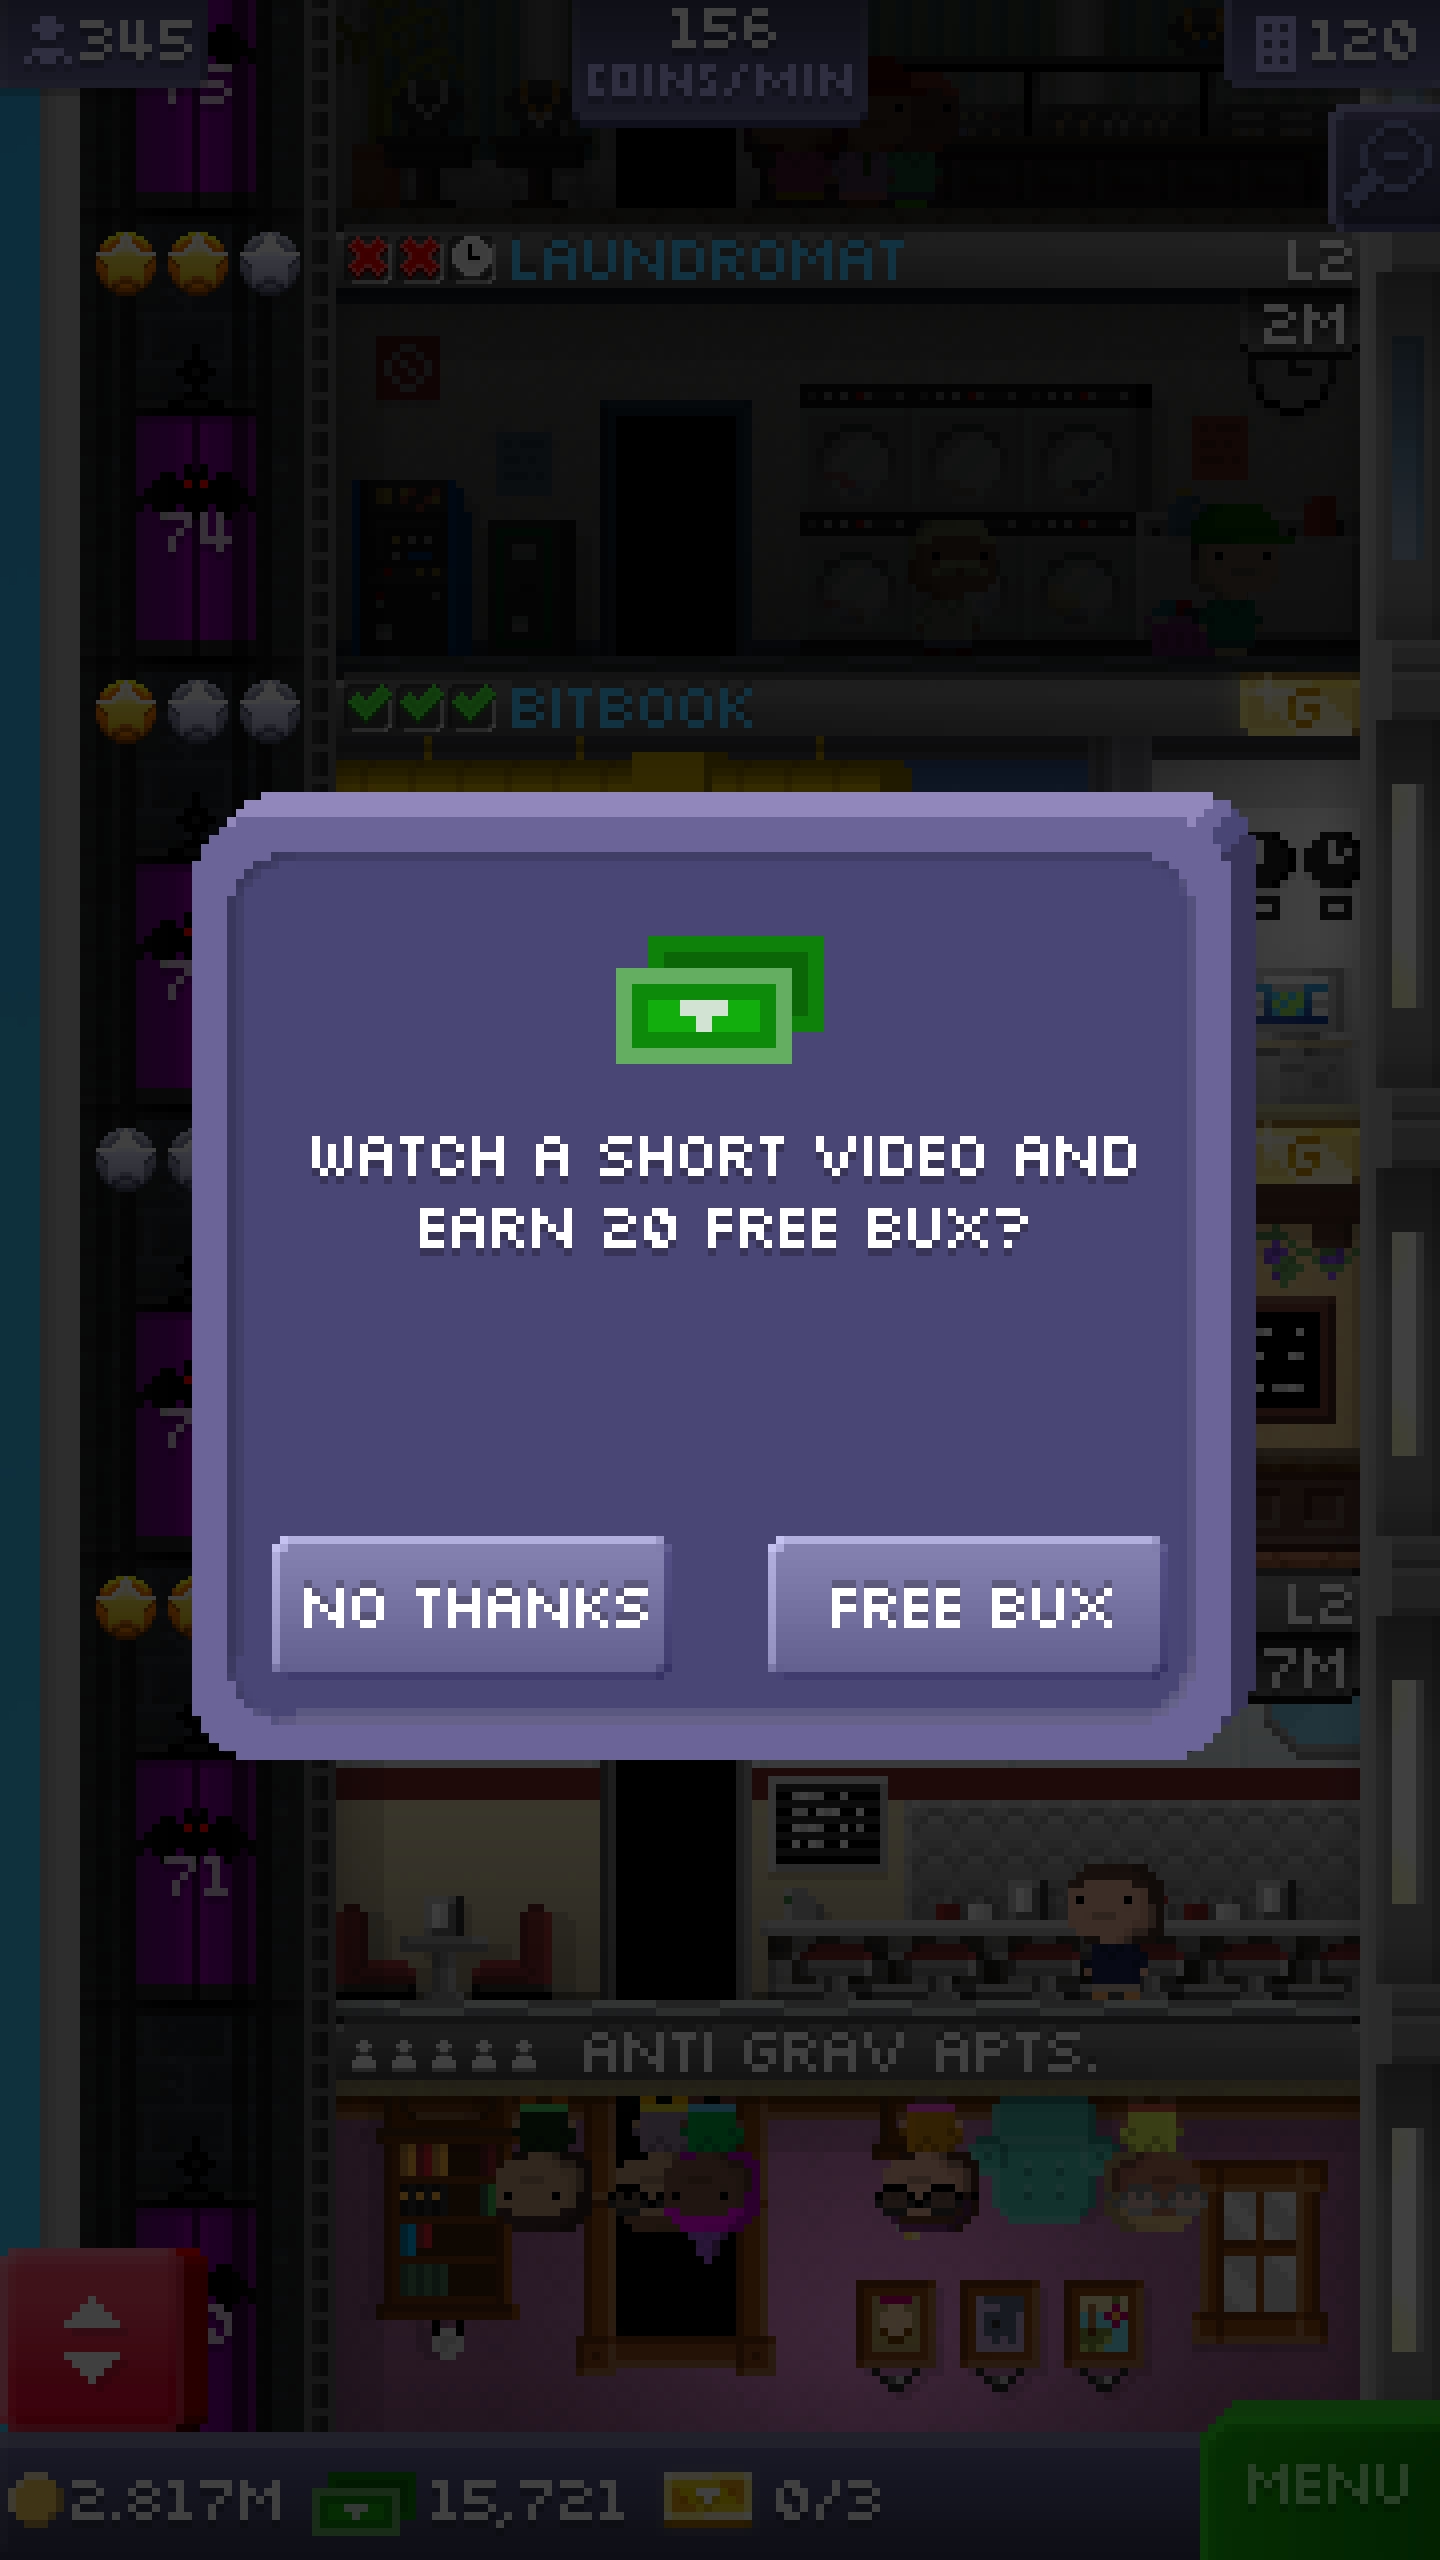 345
156
COINS/MIN
120
LAUNDROMAT
L2
2M
74
BITBOOK
G
WATCH A SHORT VIDEO AND
EARN 20 FREE BUX?
G
NO THANKS
FREE BUX
L2
7M
71
ANTI GRAV APTS.
2.817M
15,721
0/3
MENU